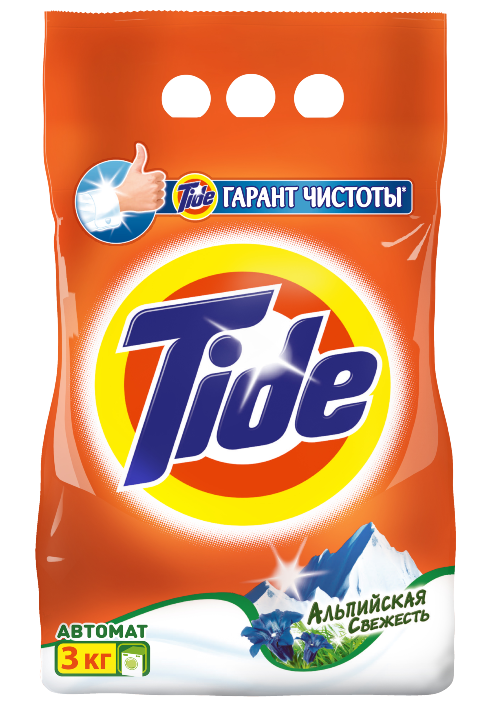 Tide ГАРАНТ ЧИСТОТЫ*
Tide
Альпийская
Свежесть
АВТОМАТ
3 КГ